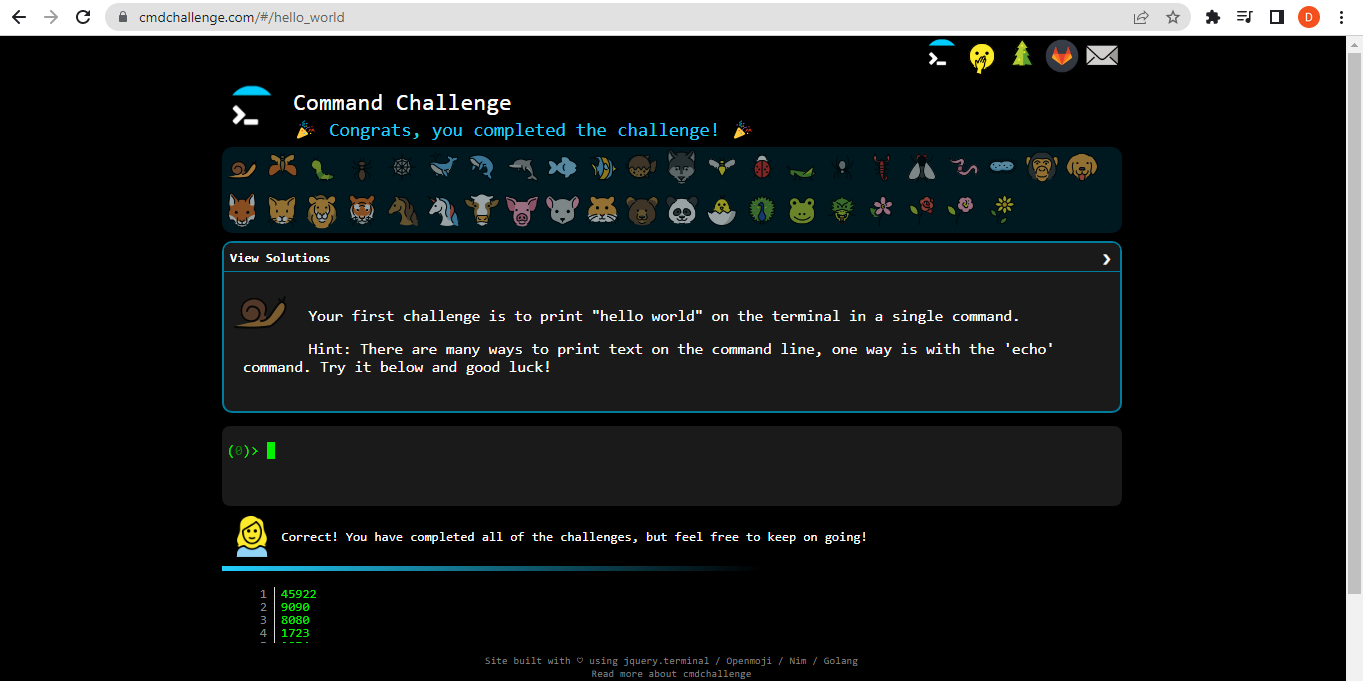 cmdchallenge.com/#/hello_world
D
Command Challenge
Congrats, you completed the challenge!
View Solutions
Your first challenge is to print "hello world" on the terminal in a single command.
Hint: There are many ways to print text on the command line, one way is with the 'echo'
command. Try it below and good luck!
(0)>
Correct! You have completed all of the challenges, but feel free to keep on going!
1 45922
2 9090
3 8080
4 1723
Site built with ♡ using jquery.terminal / Openmoji / Nim / Golang
Read more about cmdchallenge